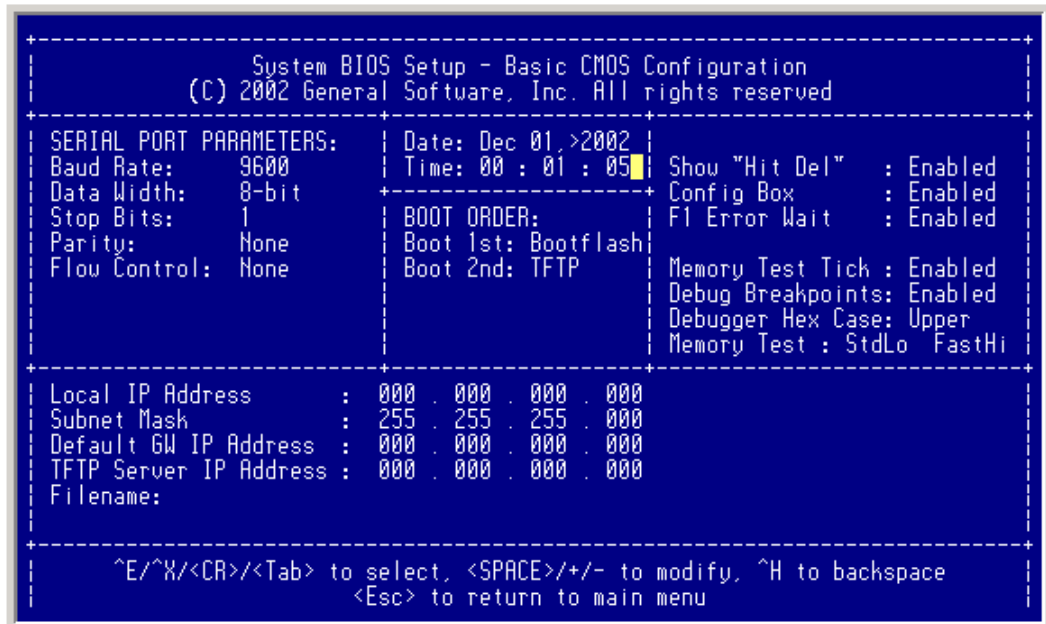 System BIOS Setup - Basic CMOS Configuration
(C) 2002 General Software, Inc. All rights reserved
SERIAL PORT PARAMETERS:
Baud Rate: 9600
Data Width: 8-bit
Stop Bits: 1
Parity: None
Flow Control: None
Date: Dec 01,>2002
Time: 00 : 01 : 05
BOOT ORDER:
Boot 1st: Bootflash
Boot 2nd: TFTP
Show "Hit Del" : Enabled
Config Box : Enabled
F1 Error Wait : Enabled
Memory Test Tick : Enabled
Debug Breakpoints: Enabled
Debugger Hex Case: Upper
Memory Test : StdLo FastHi
Local IP Address : 000 . 000 . 000 . 000
Subnet Mask : 255 . 255 . 255 . 000
Default GW IP Address : 000 . 000 . 000 . 000
TFTP Server IP Address : 000 . 000 . 000 . 000
Filename:
^E/^X/<CR>/<Tab> to select, <SPACE>/+/- to modify, ^H to backspace
<Esc> to return to main menu